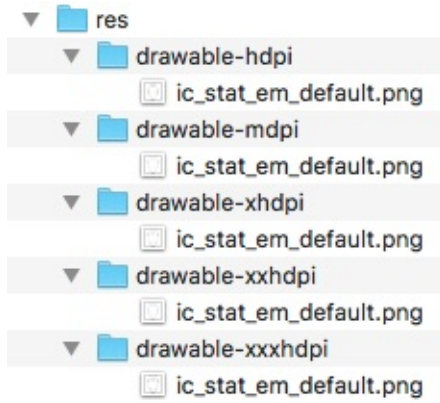 res
drawable-hdpi
ic_stat_em_default.png
drawable-mdpi
ic_stat_em_default.png
drawable-xhdpi
ic_stat_em_default.png
drawable-xxhdpi
ic_stat_em_default.png
drawable-xxxhdpi
ic_stat_em_default.png